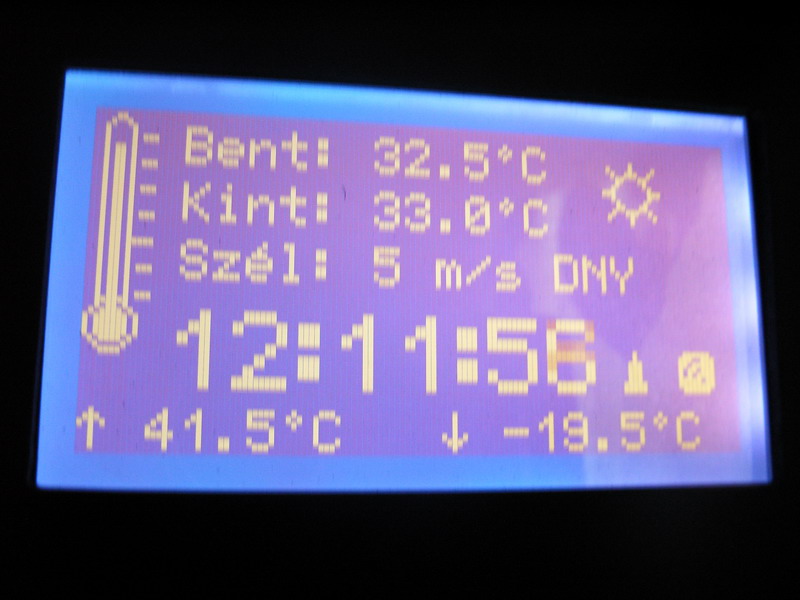 Bent: 32.5°C
Kint: 33.0°C
Szél: 5 m/s DNY
12:11:56
↑ 41.5°C ↓ -19.5°C